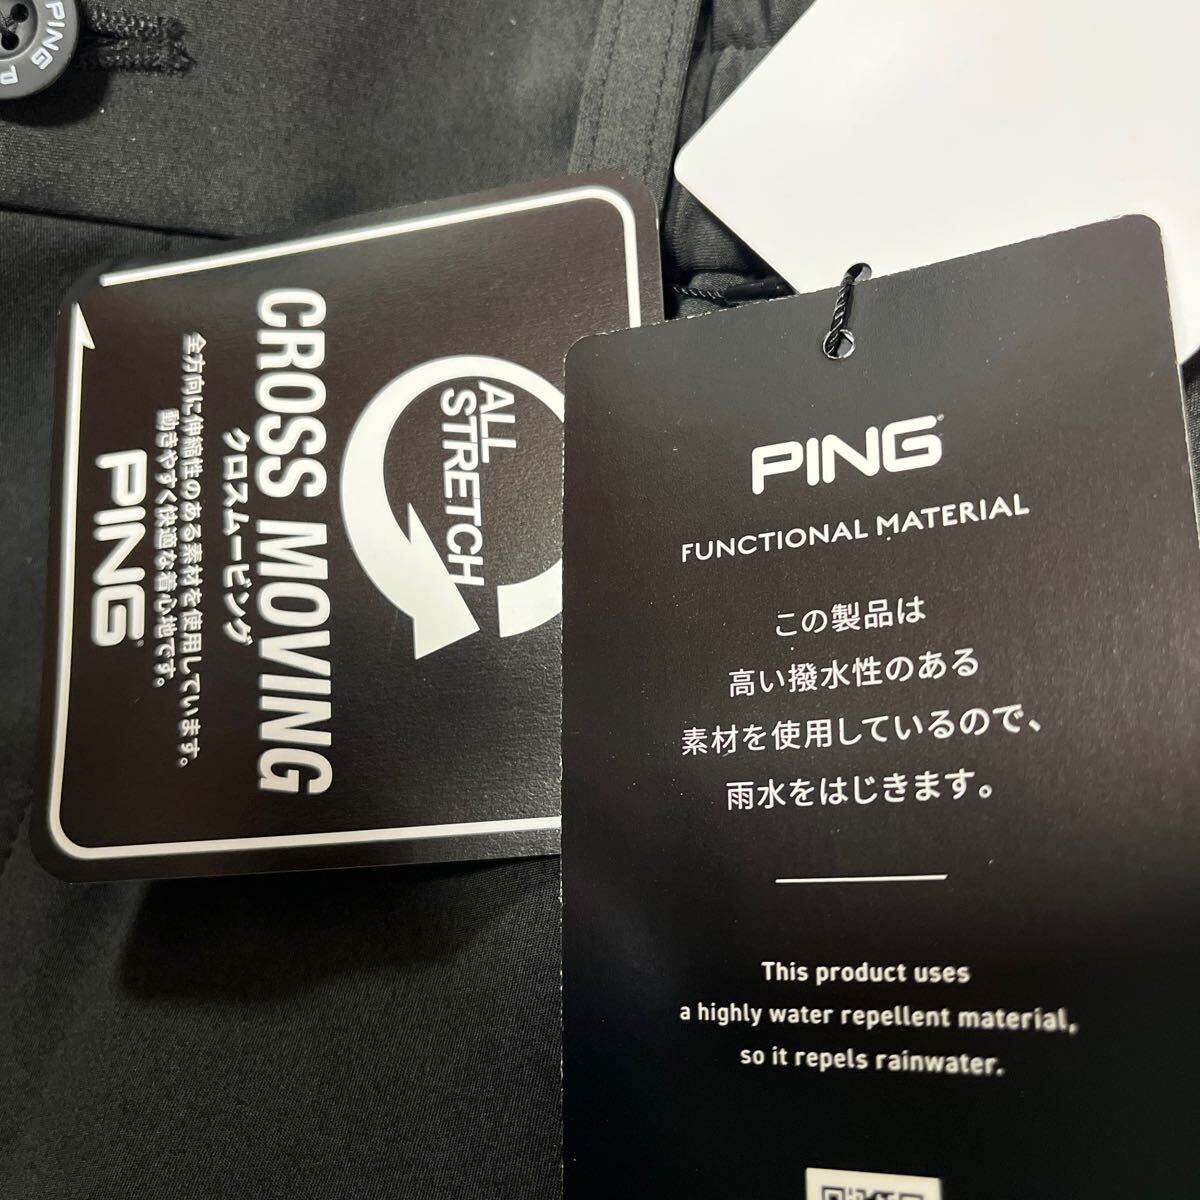 PING P
ALL
STRETCH
CROSS MOVING
クロスムービング
全方向に伸縮性のある素材を使用しています。
動きやすく快適な着心地です。
PING
PING
FUNCTIONAL MATERIAL
この製品は
高い撥水性のある
素材を使用しているので、
雨水をはじきます。
This product uses
a highly water repellent material,
so it repels rainwater.